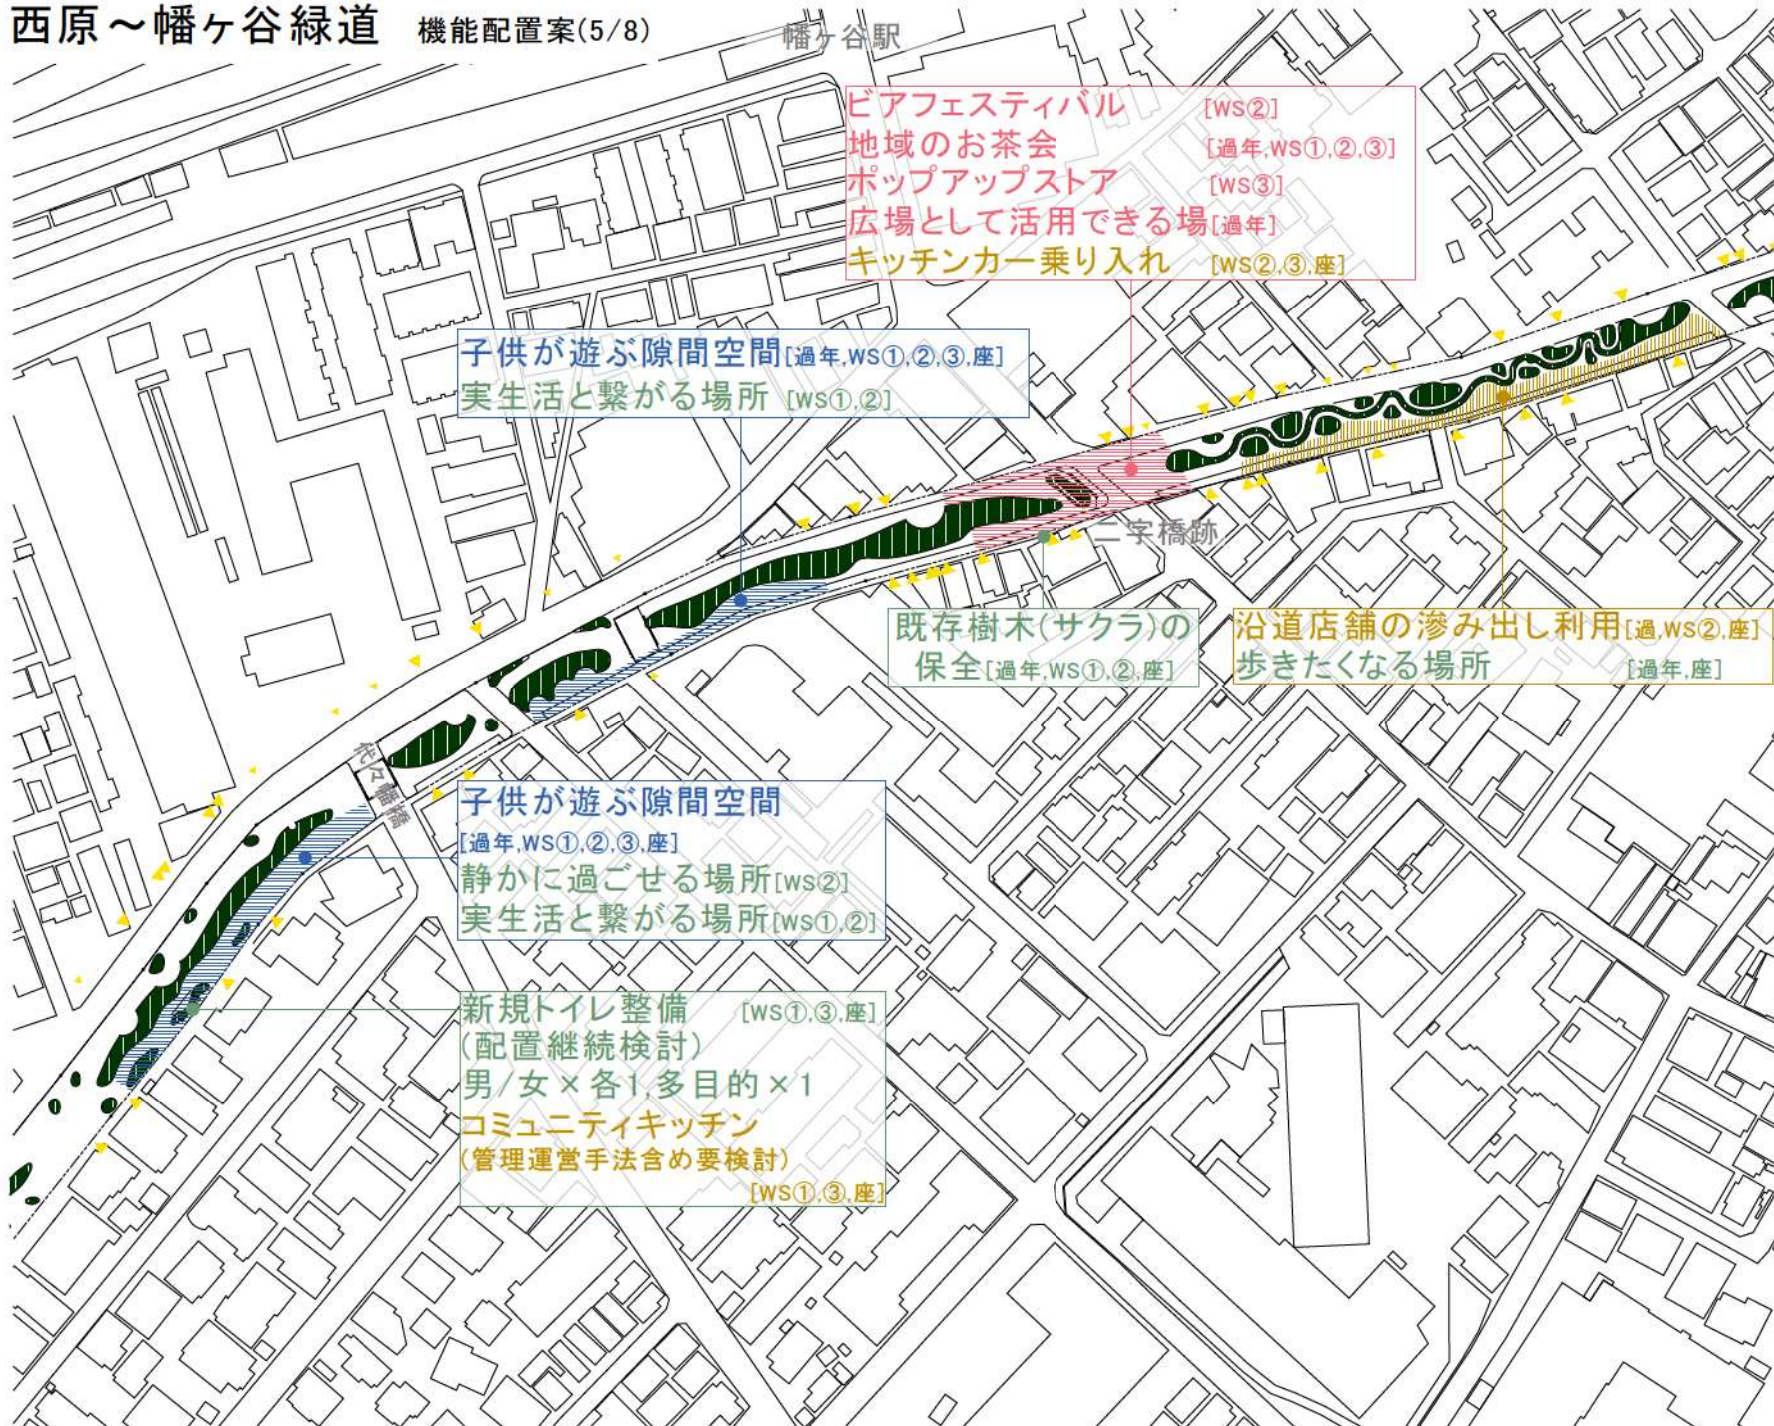 西原～幡ヶ谷緑道 機能配置案(5/8)
幡ヶ谷駅
ビアフェスティバル [WS②]
地域のお茶会 [過年,WS①,②,③]
ポップアップストア [WS③]
広場として活用できる場[過年]
キッチンカー乗り入れ [WS②,③,座]
子供が遊ぶ隙間空間[過年,WS①,②,③,座]
実生活と繋がる場所 [WS①,②]
二字橋跡
既存樹木(サクラ)の
保全[過年,WS①,②,座]
沿道店舗の滲み出し利用[過,WS②,座]
歩きたくなる場所 [過年,座]
代々幡橋
子供が遊ぶ隙間空間
[過年,WS①,②,③,座]
静かに過ごせる場所[WS②]
実生活と繋がる場所[WS①,②]
新規トイレ整備 [WS①,③,座]
(配置継続検討)
男/女×各1,多目的×1
コミュニティキッチン
(管理運営手法含め要検討)
[WS①,③,座]